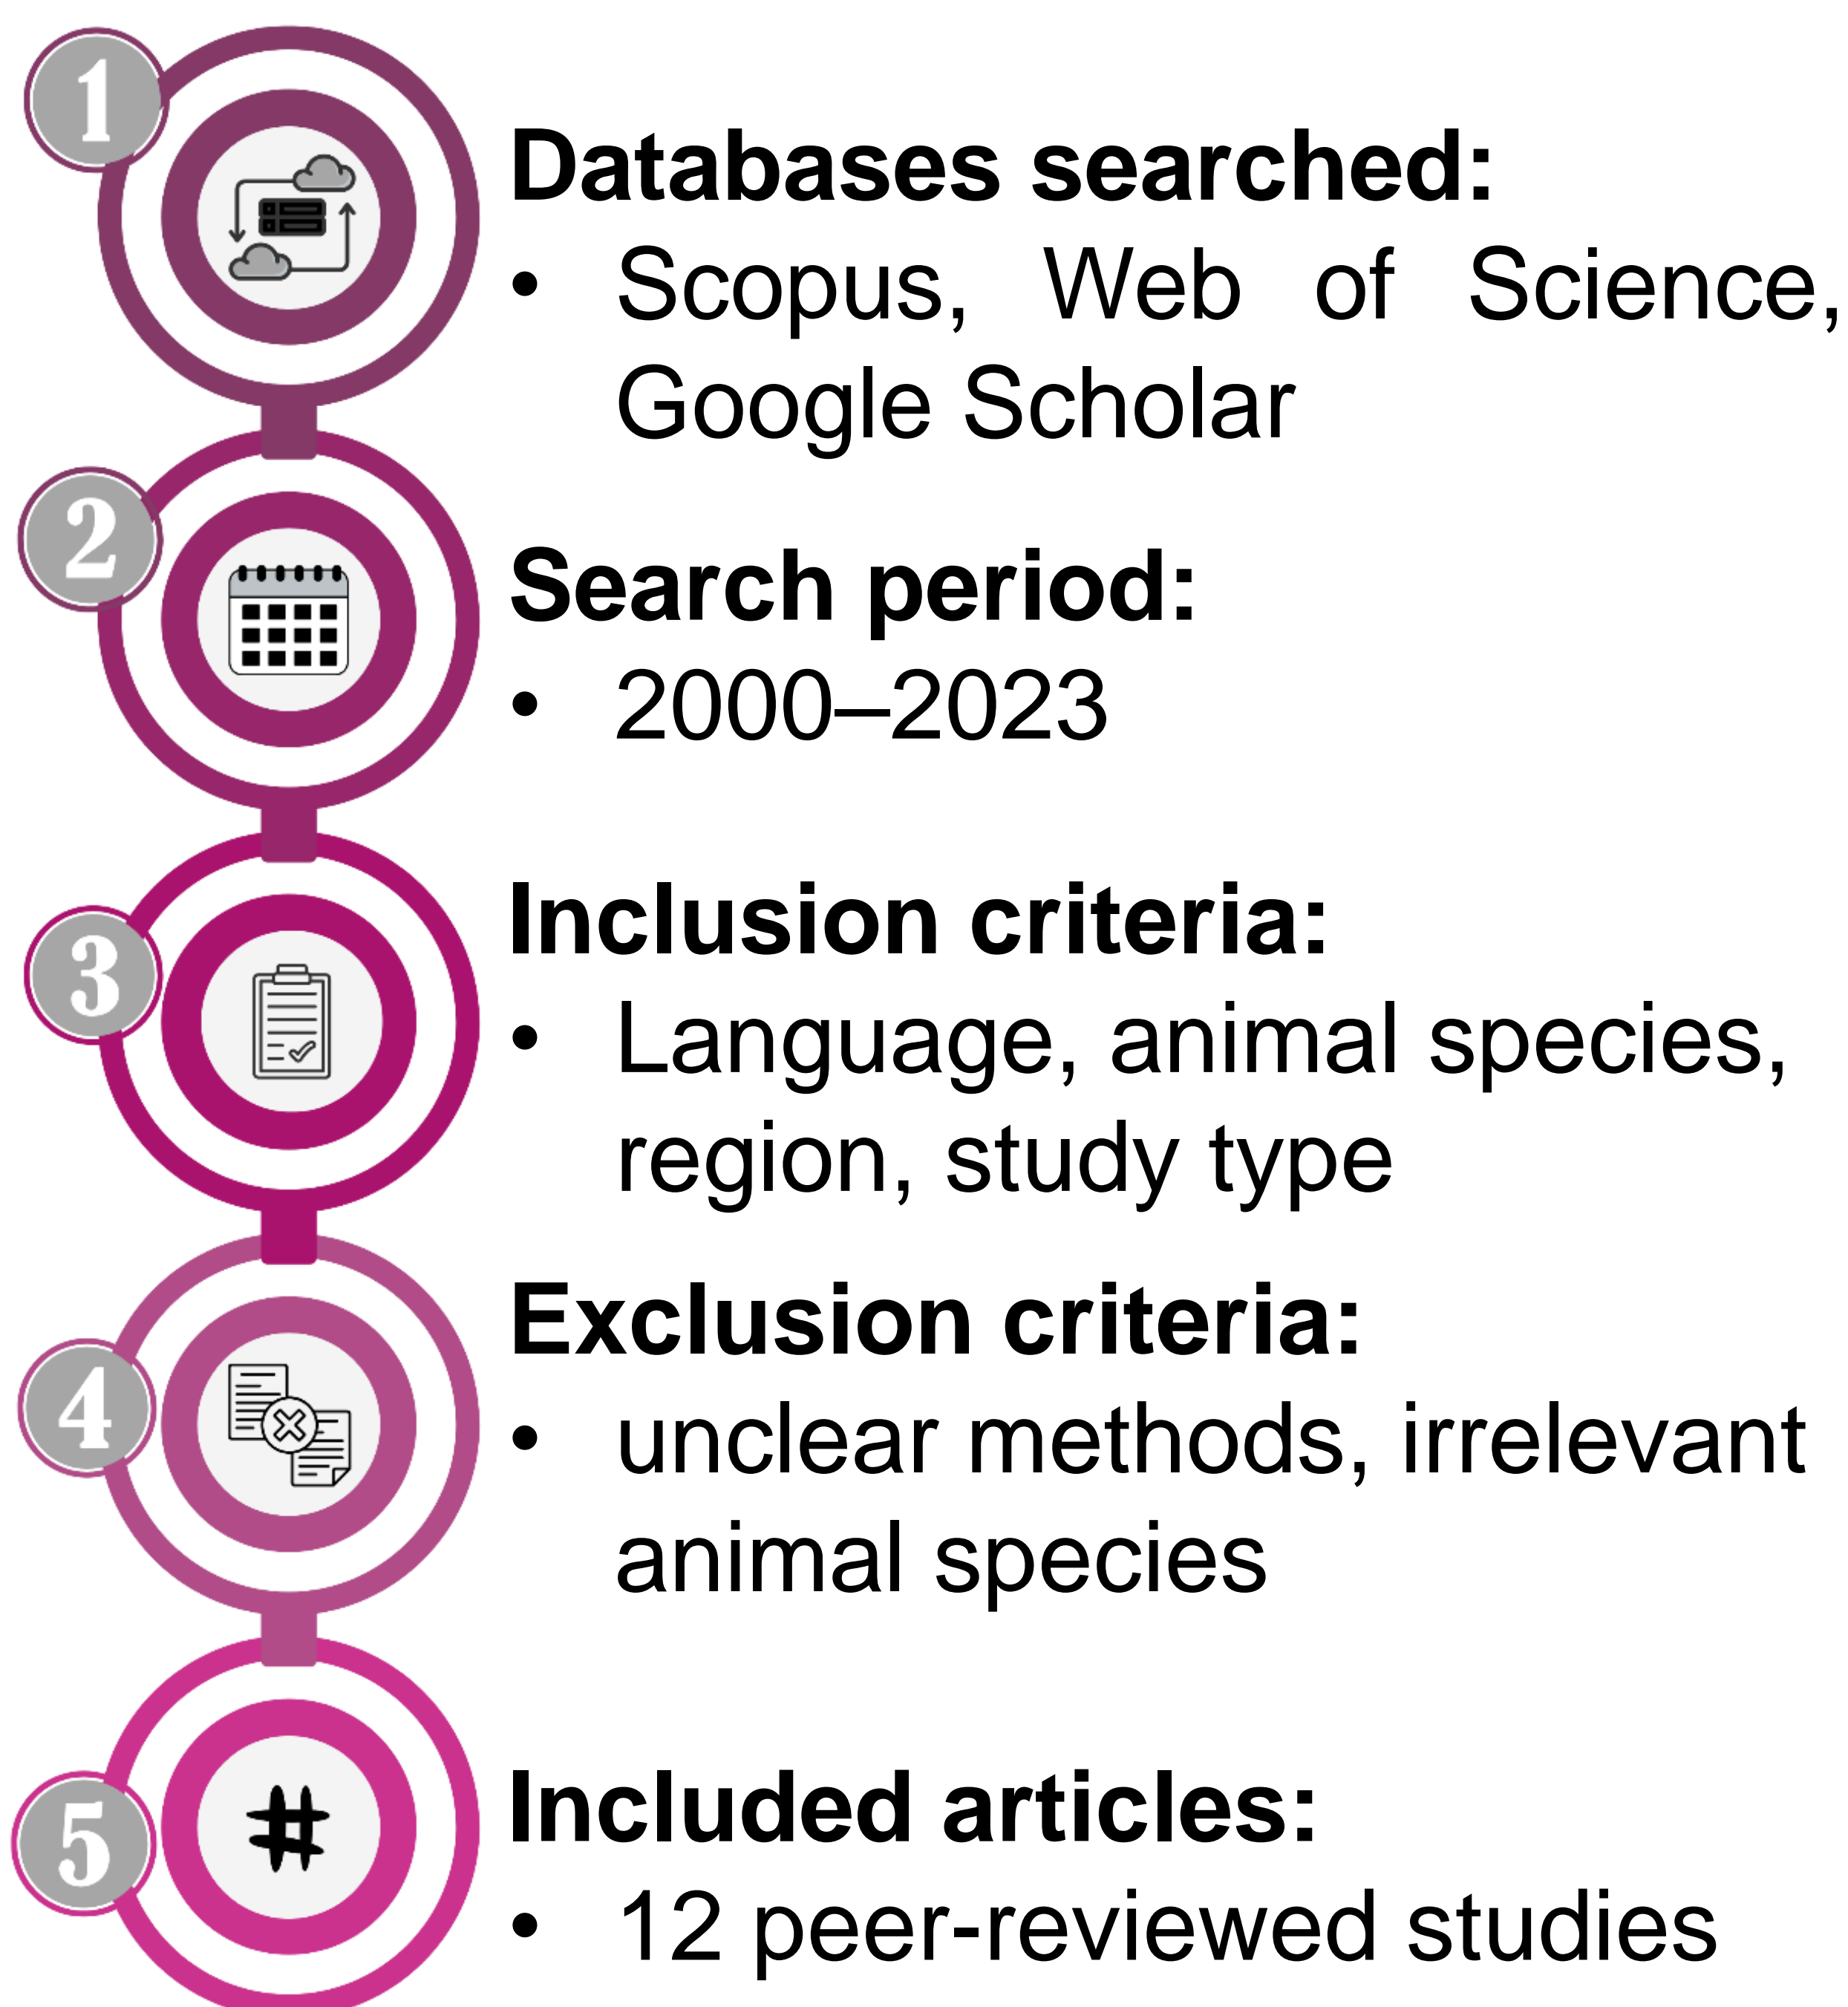 1
Databases searched:
• Scopus, Web of Science,
Google Scholar
2
Search period:
• 2000–2023
3
Inclusion criteria:
• Language, animal species,
region, study type
4
Exclusion criteria:
• unclear methods, irrelevant
animal species
5
#
Included articles:
• 12 peer-reviewed studies